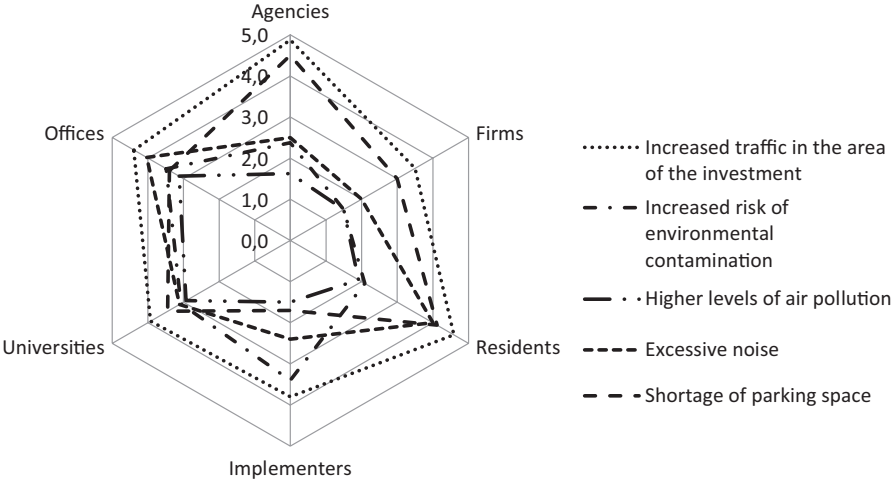 Agencies
5,0
4,0
3,0
2,0
1,0
0,0
Offices
Firms
Universities
Residents
Implementers
Increased traffic in the area
of the investment
Increased risk of
environmental
contamination
Higher levels of air pollution
Excessive noise
Shortage of parking space